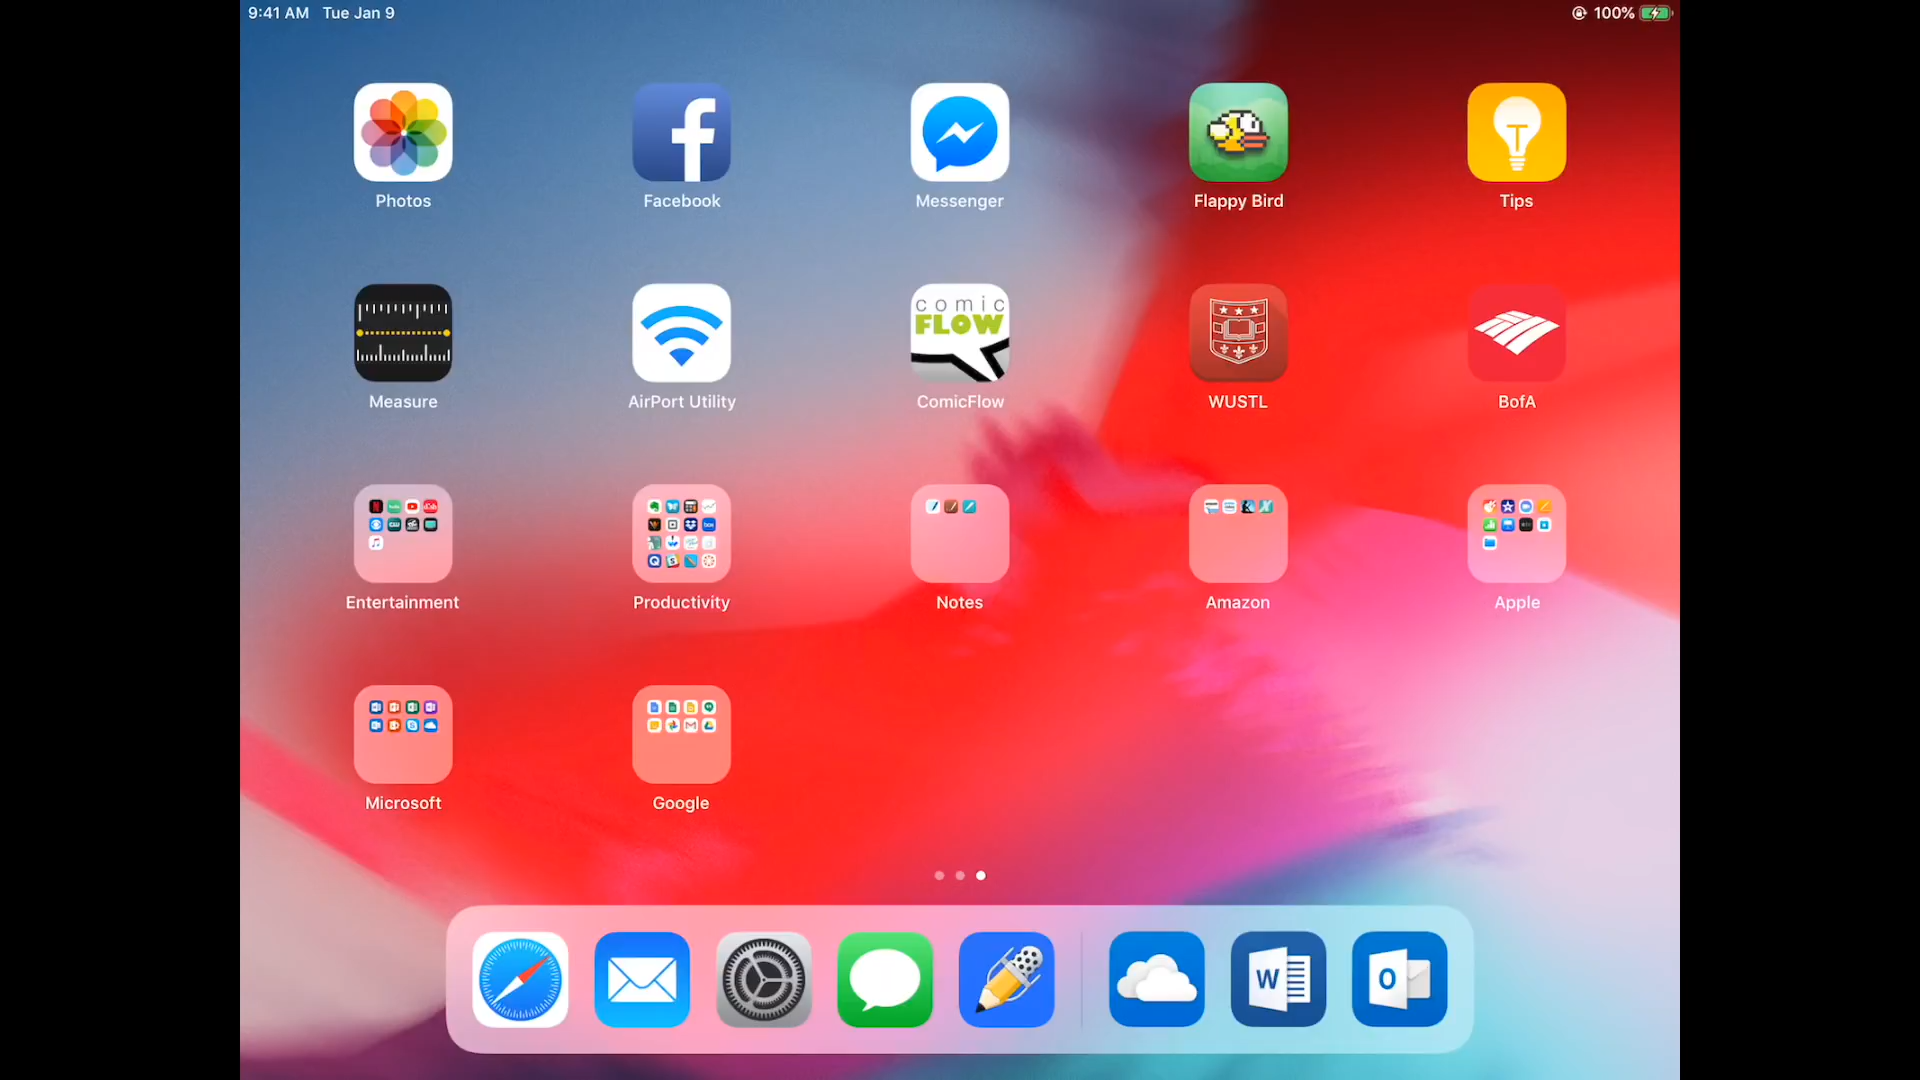 9:41 AM Tue Jan 9
100%
Photos
Facebook
Messenger
Flappy Bird
Tips
comic
FLOW
Measure
AirPort Utility
ComicFlow
WUSTL
BofA
Entertainment
Productivity
Notes
Amazon
Apple
Microsoft
Google
W
O